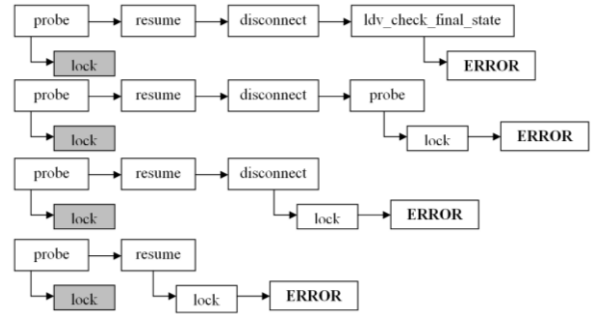 probe resume disconnect ldv_check_final_state
lock ERROR
probe resume disconnect probe
lock lock ERROR
probe resume disconnect
lock lock ERROR
probe resume
lock lock ERROR